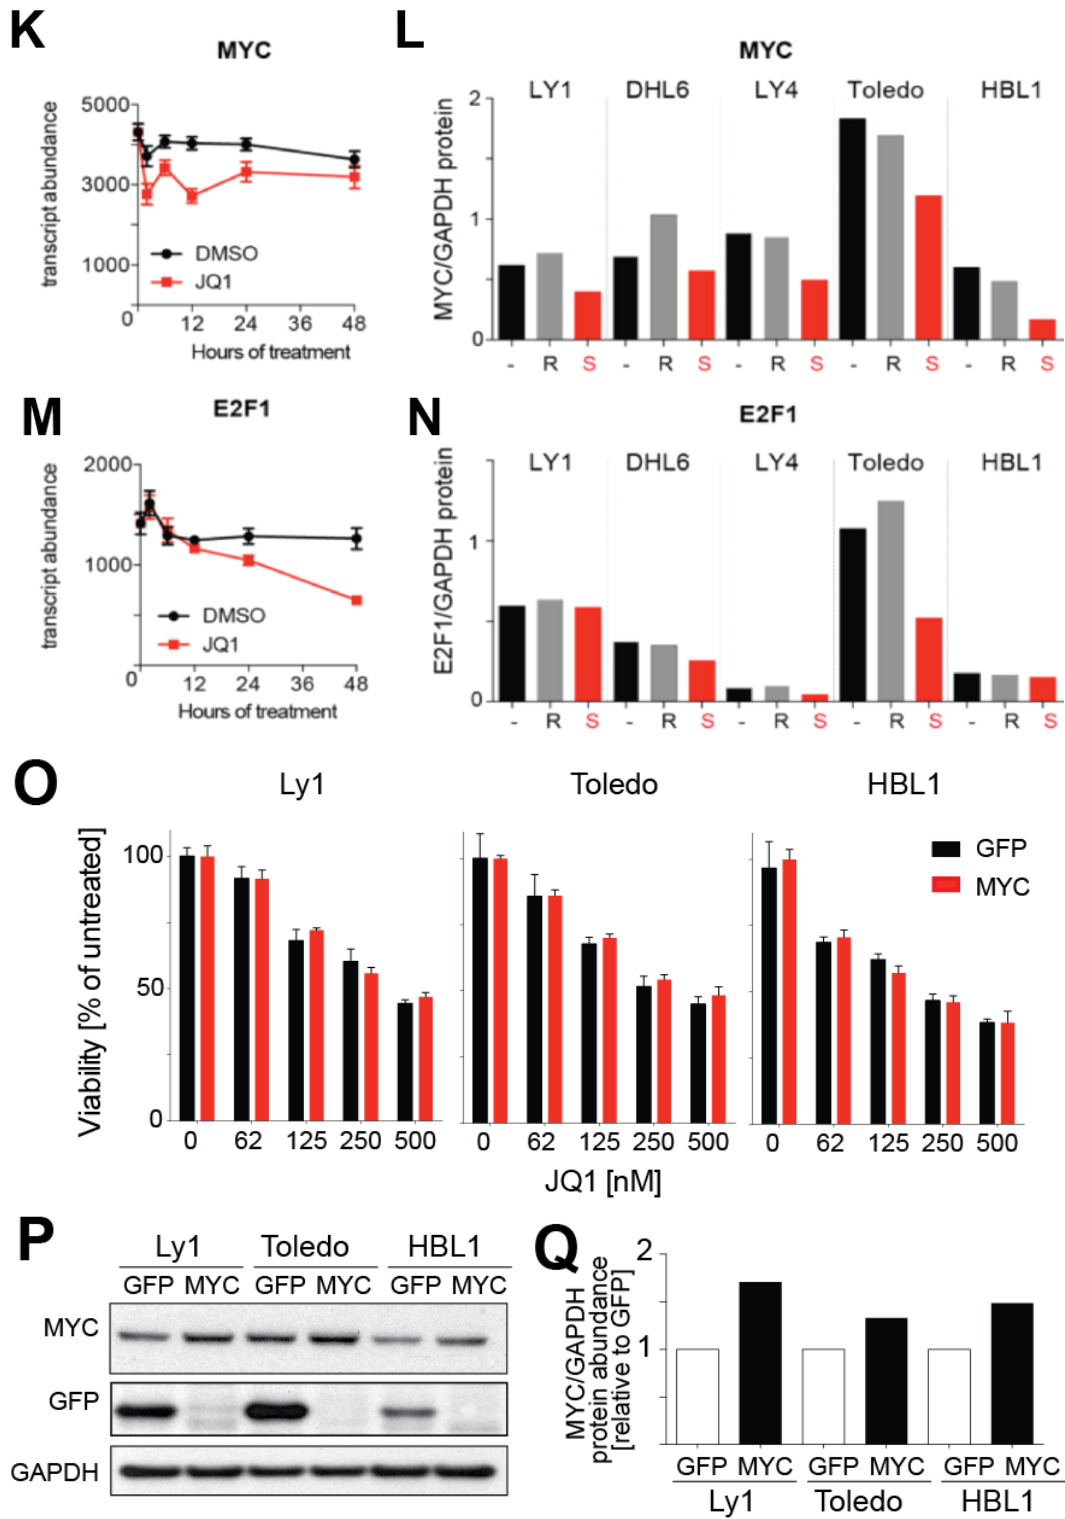 K
MYC
transcript abundance
5000
3000
1000
0
DMSO
JQ1
12 24 36 48
Hours of treatment
L
MYC
LY1 DHL6 LY4 Toledo HBL1
MYC/GAPDH protein
2
1
0
- R S - R S - R S - R S - R S
M
E2F1
transcript abundance
2000
1000
0
DMSO
JQ1
12 24 36 48
Hours of treatment
N
E2F1
LY1 DHL6 LY4 Toledo HBL1
E2F1/GAPDH protein
1
0
- R S - R S - R S - R S - R S
O
Ly1 Toledo HBL1
GFP
MYC
Viability [% of untreated]
100
50
0
0 62 125 250 500 0 62 125 250 500 0 62 125 250 500
JQ1 [nM]
P
Ly1 Toledo HBL1
GFP MYC GFP MYC GFP MYC
MYC
GFP
GAPDH
Q
MYC/GAPDH
protein abundance
[relative to GFP]
2
1
GFP MYC GFP MYC GFP MYC
Ly1 Toledo HBL1